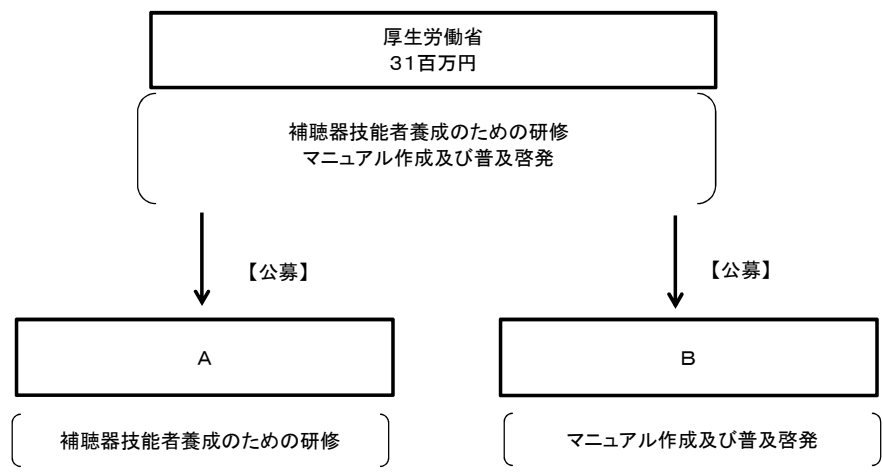 厚生労働省
31百万円
補聴器技能者養成のための研修
マニュアル作成及び普及啓発
【公募】
【公募】
A
B
補聴器技能者養成のための研修
マニュアル作成及び普及啓発